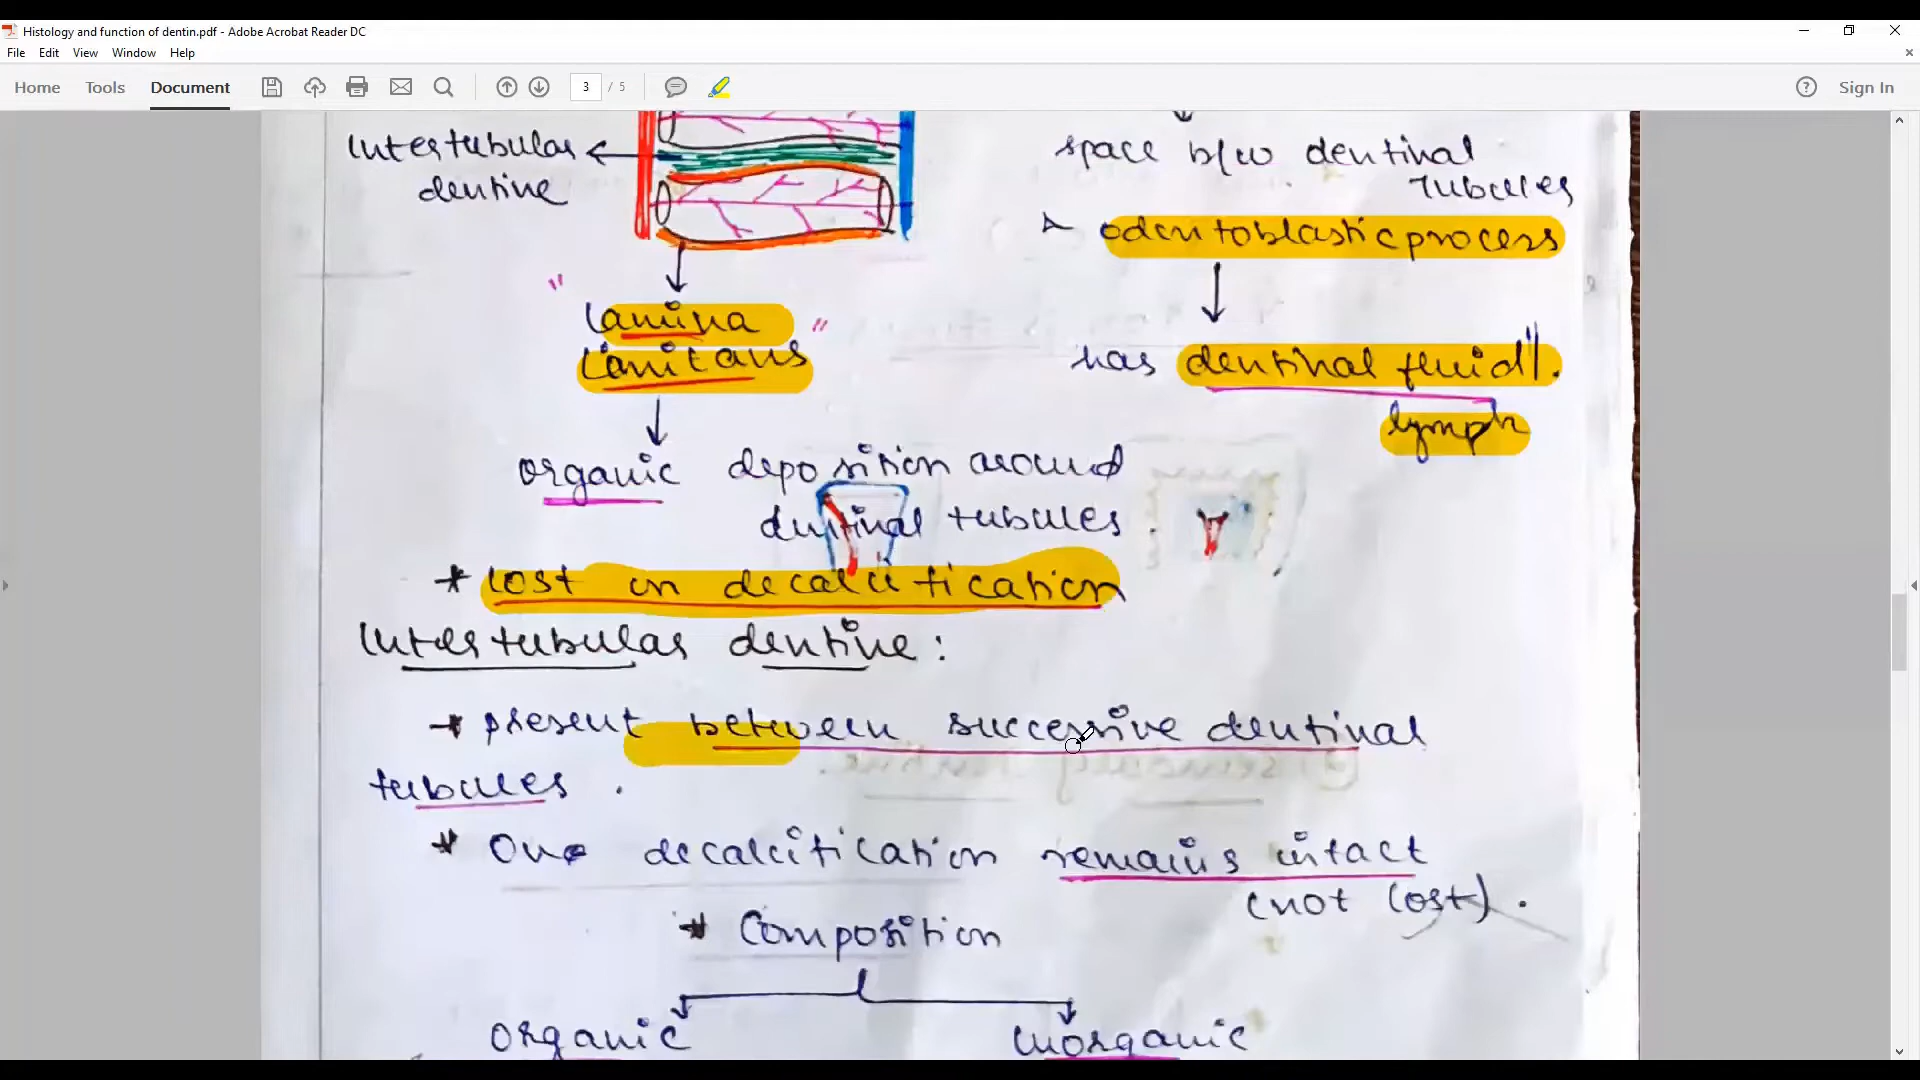 Histology and function of dentin.pdf - Adobe Acrobat Reader DC
File Edit View Window Help
Home Tools Document 3 / 5 Sign In
Intertubular
dentine
space b/w dentinal
tubules
& odentoblastic process
has dentinal fluid.
lymph
"Lamina
Limitans"
organic deposition around
dentinal tubules.
* Lost on decalcification
Intertubular dentine:
→ present between successive dentinal
tubules.
* One decalcification remains intact
(not lost).
* Composition
Organic Inorganic